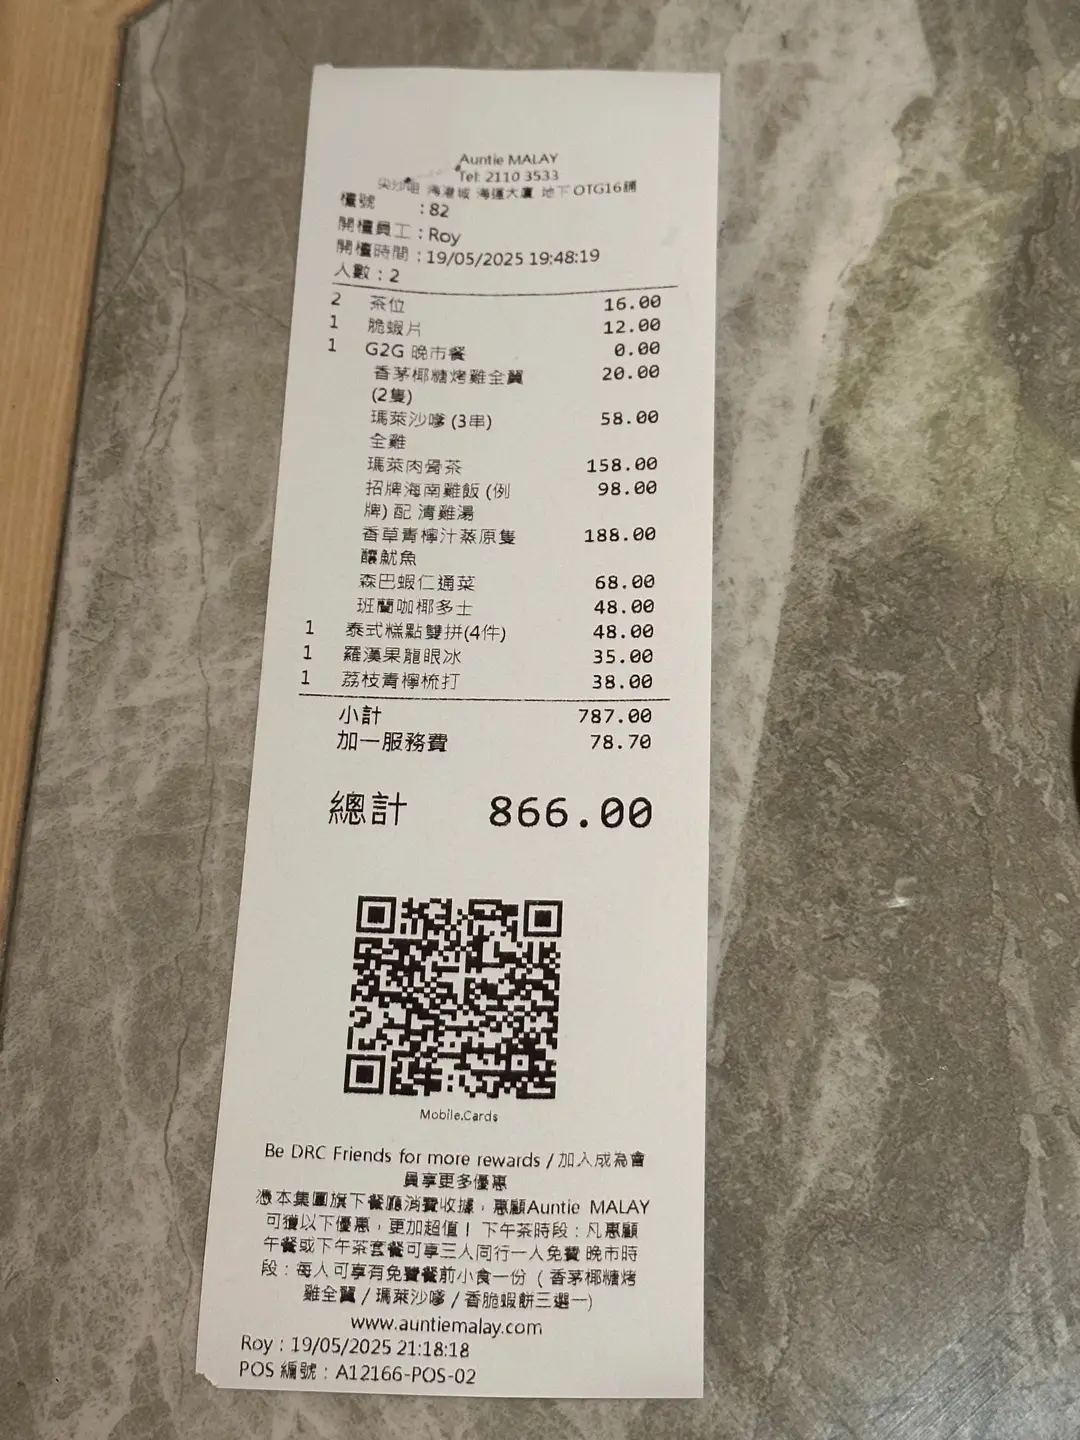 Auntie MALAY
Tel: 2110 3533
尖沙咀 海港城 海運大廈 地下 OTG16鋪
檯號 : 82
開檯員工 : Roy
開檯時間 : 19/05/2025 19:48:19
人數 : 2
2 茶位 16.00
1 脆蝦片 12.00
1 G2G 晚市餐 0.00
香茅椰糖烤雞全翼 20.00
(2隻)
瑪萊沙嗲 (3串) 58.00
全雞
瑪萊肉骨茶 158.00
招牌海南雞飯 (例 98.00
牌) 配 清雞湯
香草青檸汁蒸原隻 188.00
釀魷魚
森巴蝦仁通菜 68.00
班蘭咖椰多士 48.00
1 泰式糕點雙拼(4件) 48.00
1 羅漢果龍眼冰 35.00
1 荔枝青檸梳打 38.00
小計 787.00
加一服務費 78.70
總計 866.00
Mobile.Cards
Be DRC Friends for more rewards / 加入成為會
員享更多優惠
憑本集團旗下餐廳消費收據，惠顧Auntie MALAY
可獲以下優惠，更加超值！ 下午茶時段：凡惠顧
午餐或下午茶套餐可享三人同行一人免費 晚市時
段：每人可享有免費餐前小食一份 ( 香茅椰糖烤
雞全翼 / 瑪萊沙嗲 / 香脆蝦餅三選一)
www.auntiemalay.com
Roy : 19/05/2025 21:18:18
POS 編號 : A12166-POS-02